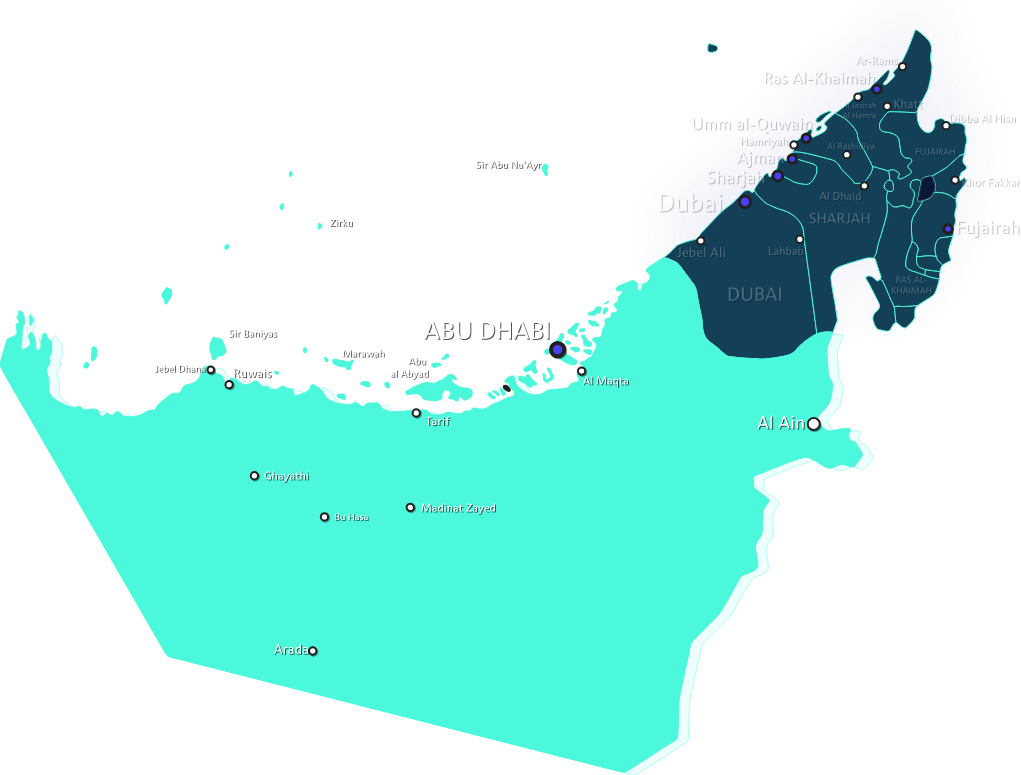 Ar-Rams
Ras Al-Khaimah
Al Jazirah
Al Hamra
Khatt
Dibba Al Hisn
Umm al-Quwain
Hamriyah
Al Rashidiya
FUJAIRAH
Ajman
Sir Abu Nu'Ayr
Sharjah
Khor Fakkan
Al Dhaid
Dubai
SHARJAH
Zirku
Fujairah
Jebel Ali
Lahbab
RAS AL-
KHAIMAH
DUBAI
ABU DHABI
Sir Baniyas
Marawah
Abu
al Abyad
Jebel Dhana
Ruwais
Al Maqta
Tarif
Al Ain
Ghayathi
Madinat Zayed
Bu Hasa
Arada